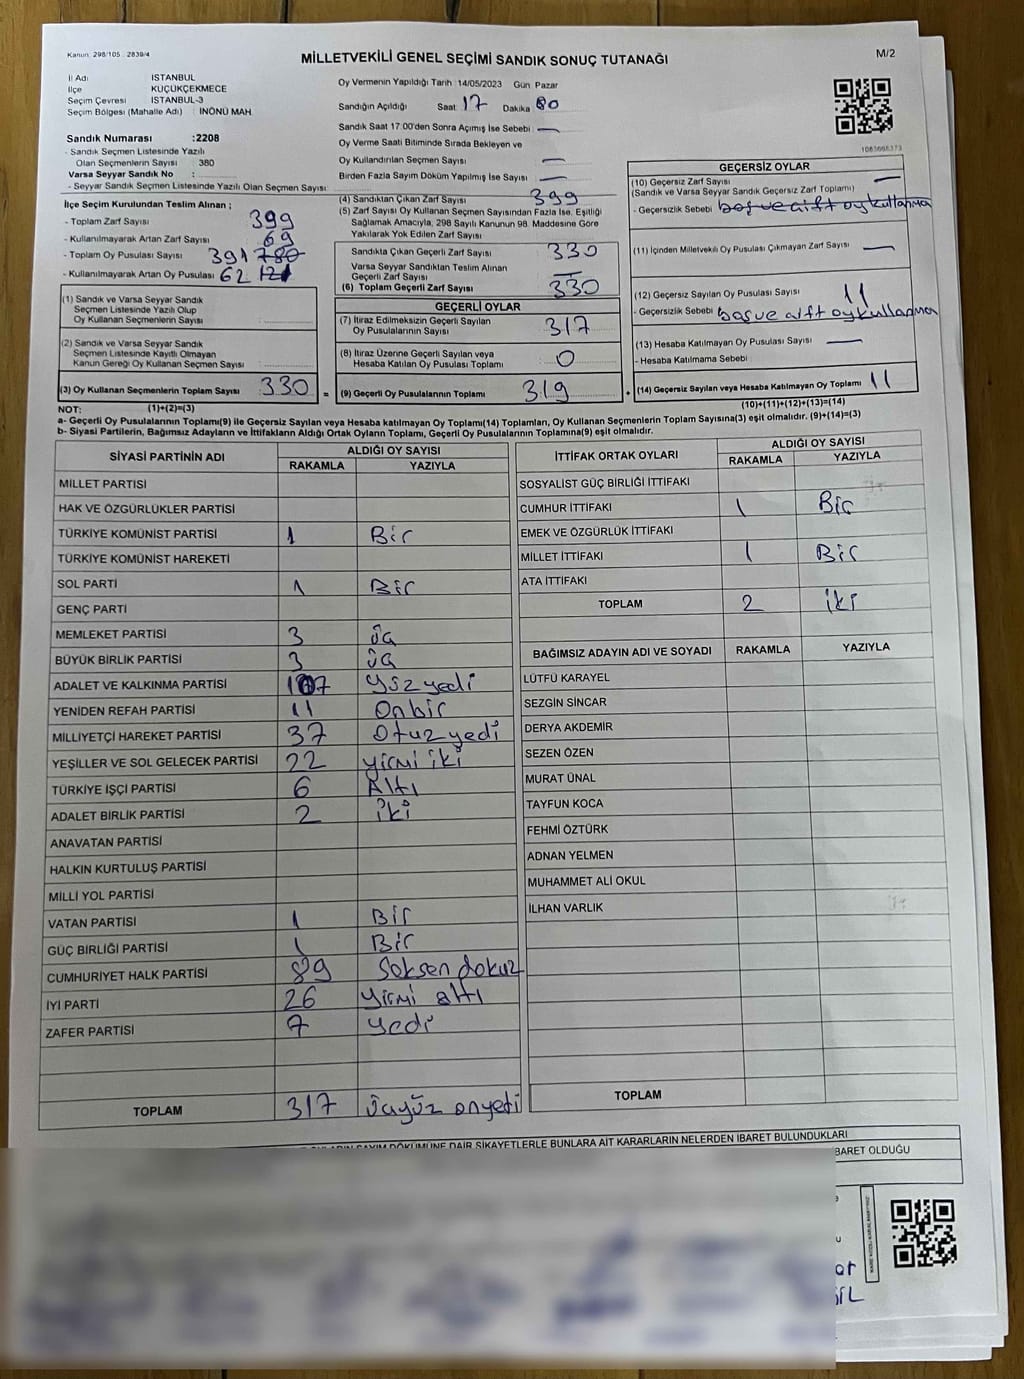 Kanun: 298/105 - 2839/4
MİLLETVEKİLİ GENEL SEÇİMİ SANDIK SONUÇ TUTANAĞI
M/2
İl Adı İSTANBUL
İlçe KÜÇÜKÇEKMECE
Seçim Çevresi İSTANBUL-3
Seçim Bölgesi (Mahalle Adı) : İNÖNÜ MAH
Sandık Numarası :2208
- Sandık Seçmen Listesinde Yazılı
Olan Seçmenlerin Sayısı : 380
Varsa Seyyar Sandık No :
- Seyyar Sandık Seçmen Listesinde Yazılı Olan Seçmen Sayısı:
Oy Vermenin Yapıldığı Tarih :14/05/2023 Gün Pazar
Sandığın Açıldığı Saat: 17 Dakika
Sandık Saat 17:00'den Sonra Açımış İse Sebebi : —
Oy Verme Saati Bitiminde Sırada Bekleyen ve
Oy Kullandırılan Seçmen Sayısı —
Birden Fazla Sayım Döküm Yapılmış İse Sayısı : —
1083668373
İlçe Seçim Kurulundan Teslim Alınan ;
- Toplam Zarf Sayısı 399
- Kullanılmayarak Artan Zarf Sayısı 69
- Toplam Oy Pusulası Sayısı : 391 780
- Kullanılmayarak Artan Oy Pusulası : 62 121
(1) Sandık ve Varsa Seyyar Sandık
Seçmen Listesinde Yazılı Olup
Oy Kullanan Seçmenlerin Sayısı :
(2) Sandık ve Varsa Seyyar Sandık
Seçmen Listesinde Kayıtlı Olmayan
Kanun Gereği Oy Kullanan Seçmen Sayısı :
(3) Oy Kullanan Seçmenlerin Toplam Sayısı 330 =
(4) Sandıktan Çıkan Zarf Sayısı : 399
(5) Zarf Sayısı Oy Kullanan Seçmen Sayısından Fazla İse, Eşitliği
Sağlamak Amacıyla, 298 Sayılı Kanunun 98. Maddesine Göre
Yakılarak Yok Edilen Zarf Sayısı
Sandıkta Çıkan Geçerli Zarf Sayısı : 330
Varsa Seyyar Sandıktan Teslim Alınan
Geçerli Zarf Sayısı : —
(6) Toplam Geçerli Zarf Sayısı : 330
GEÇERLİ OYLAR
(7) İtiraz Edilmeksizin Geçerli Sayılan
Oy Pusulalarının Sayısı : 317
(8) İtiraz Üzerine Geçerli Sayılan veya
Hesaba Katılan Oy Pusulası Toplamı : 0
(9) Geçerli Oy Pusulalarının Toplamı 319 +
GEÇERSİZ OYLAR
(10) Geçersiz Zarf Sayısı —
(Sandık ve Varsa Seyyar Sandık Geçersiz Zarf Toplamı)
- Geçersizlik Sebebi : boş ve çift oy kullanma
(11) İçinden Milletvekili Oy Pusulası Çıkmayan Zarf Sayısı : —
(12) Geçersiz Sayılan Oy Pusulası Sayısı : 11
- Geçersizlik Sebebi : boş ve çift oy kullanma
(13) Hesaba Katılmayan Oy Pusulası Sayısı : —
- Hesaba Katılmama Sebebi :
(14) Geçersiz Sayılan veya Hesaba Katılmayan Oy Toplamı : 11
NOT: (1)+(2)=(3)
(10)+(11)+(12)+(13)=(14)
a- Geçerli Oy Pusulalarının Toplamı(9) ile Geçersiz Sayılan veya Hesaba Katılmayan Oy Toplamı(14) Toplamları, Oy Kullanan Seçmenlerin Toplam Sayısına(3) eşit olmalıdır. (9)+(14)=(3)
b- Siyasi Partilerin, Bağımsız Adayların ve İttifakların Aldığı Ortak Oyların Toplamı, Geçerli Oy Pusulalarının Toplamına(9) eşit olmalıdır.
SİYASİ PARTİNİN ADI ALDIĞI OY SAYISI
RAKAMLA YAZIYLA
MİLLET PARTİSİ
HAK VE ÖZGÜRLÜKLER PARTİSİ
TÜRKİYE KOMÜNİST PARTİSİ 1 Bir
TÜRKİYE KOMÜNİST HAREKETİ
SOL PARTİ 1 Bir
GENÇ PARTİ
MEMLEKET PARTİSİ 3 üç
BÜYÜK BİRLİK PARTİSİ 3 üç
ADALET VE KALKINMA PARTİSİ 107 yüz yedi
YENİDEN REFAH PARTİSİ 11 Onbir
MİLLİYETÇİ HAREKET PARTİSİ 37 Otuz yedi
YEŞİLLER VE SOL GELECEK PARTİSİ 22 yirmi iki
TÜRKİYE İŞÇİ PARTİSİ 6 Altı
ADALET BİRLİK PARTİSİ 2 iki
ANAVATAN PARTİSİ
HALKIN KURTULUŞ PARTİSİ
MİLLİ YOL PARTİSİ
VATAN PARTİSİ 1 Bir
GÜÇ BİRLİĞİ PARTİSİ 1 Bir
CUMHURİYET HALK PARTİSİ 89 Seksen dokuz
İYİ PARTİ 26 yirmi altı
ZAFER PARTİSİ 7 yedi
TOPLAM 317 üçyüz onyedi
İTTİFAK ORTAK OYLARI ALDIĞI OY SAYISI
RAKAMLA YAZIYLA
SOSYALİST GÜÇ BİRLİĞİ İTTİFAKI
CUMHUR İTTİFAKI 1 Bir
EMEK VE ÖZGÜRLÜK İTTİFAKI
MİLLET İTTİFAKI 1 Bir
ATA İTTİFAKI
TOPLAM 2 iki
BAĞIMSIZ ADAYIN ADI VE SOYADI RAKAMLA YAZIYLA
LÜTFÜ KARAYEL
SEZGİN SİNCAR
DERYA AKDEMİR
SEZEN ÖZEN
MURAT ÜNAL
TAYFUN KOCA
FEHMİ ÖZTÜRK
ADNAN YELMEN
MUHAMMET ALİ OKUL
İLHAN VARLIK
TOPLAM
SAYIM DÖKÜMÜNE DAİR ŞİKAYETLERLE BUNLARA AİT KARARLARIN NELERDEN İBARET BULUNDUKLARI
BARET OLDUĞU